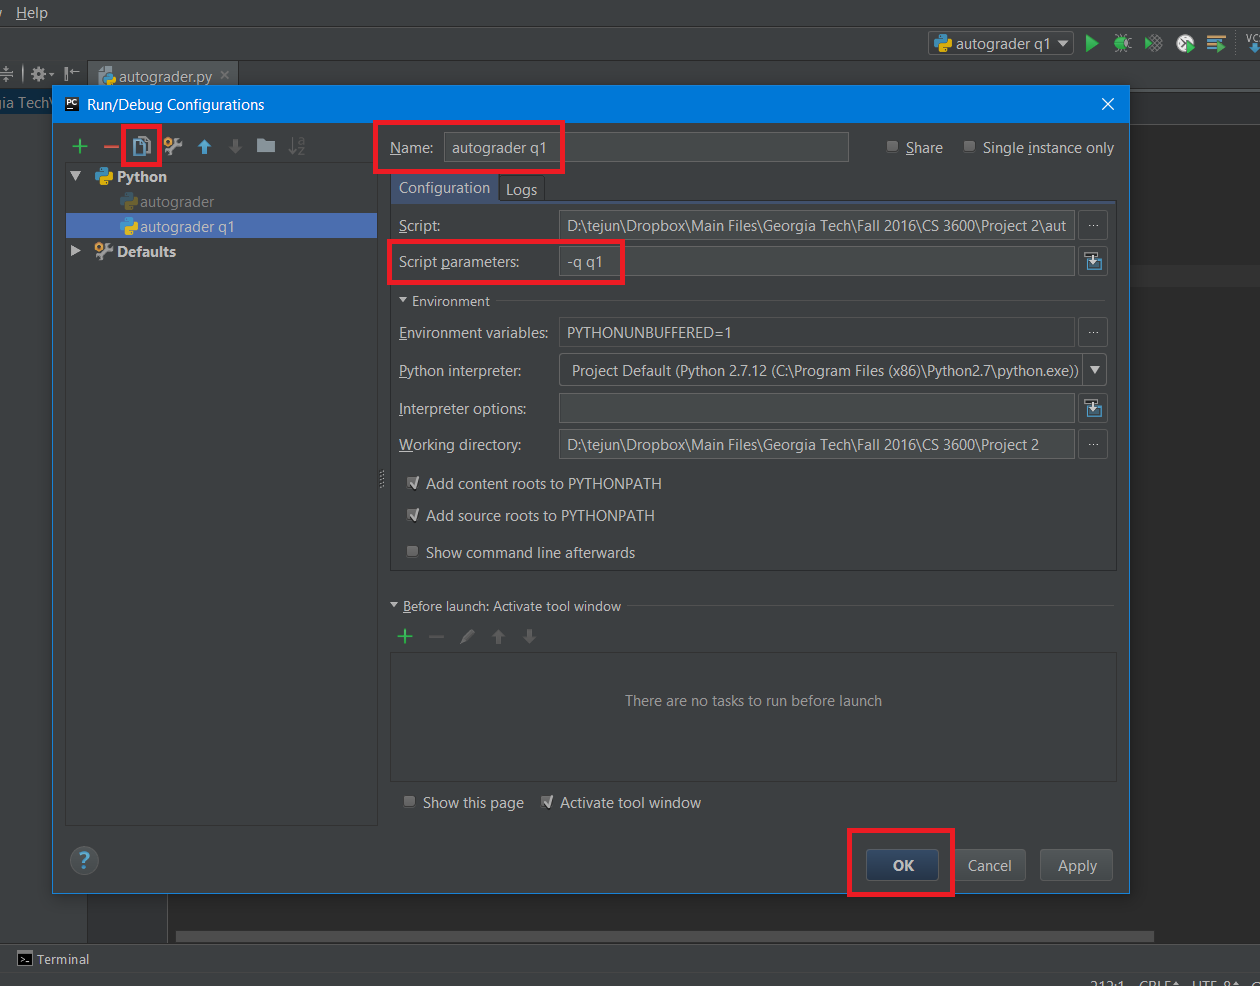 Help
autograder q1
VC
autograder.py
ia Tech\
PC Run/Debug Configurations
Name: autograder q1
Share
Single instance only
Python
autograder
autograder q1
Defaults
Configuration
Logs
Script: D:\tejun\Dropbox\Main Files\Georgia Tech\Fall 2016\CS 3600\Project 2\aut
Script parameters: -q q1
Environment
Environment variables: PYTHONUNBUFFERED=1
Python interpreter: Project Default (Python 2.7.12 (C:\Program Files (x86)\Python2.7\python.exe))
Interpreter options:
Working directory: D:\tejun\Dropbox\Main Files\Georgia Tech\Fall 2016\CS 3600\Project 2
Add content roots to PYTHONPATH
Add source roots to PYTHONPATH
Show command line afterwards
Before launch: Activate tool window
There are no tasks to run before launch
Show this page
Activate tool window
?
OK
Cancel
Apply
Terminal